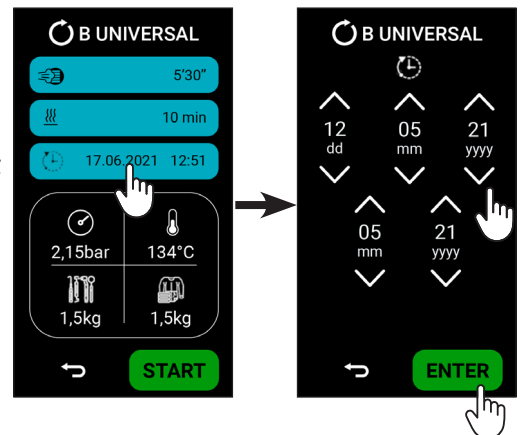 B UNIVERSAL
5'30"
10 min
17.06.2021 12:51
2,15bar 134°C
1,5kg 1,5kg
START
B UNIVERSAL
12 05 21
dd mm yyyy
05 21
mm yyyy
ENTER